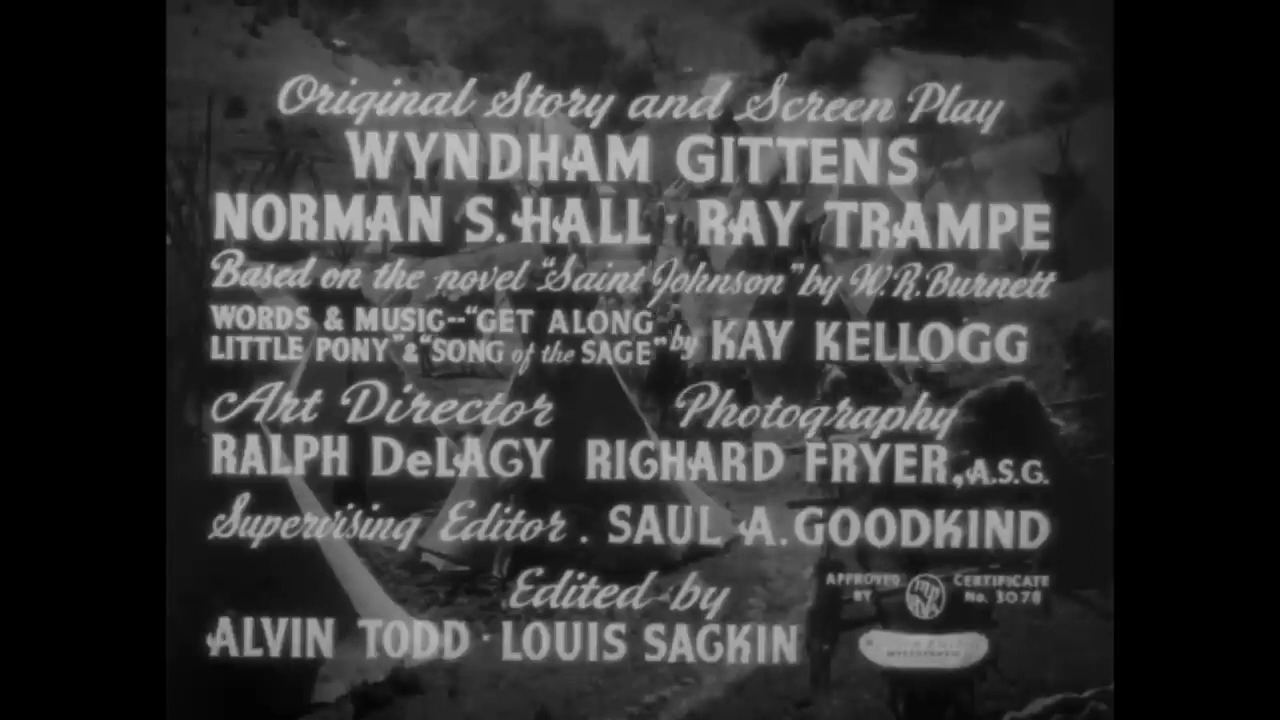 Original Story and Screen Play
WYNDHAM GITTENS
NORMAN S. HALL · RAY TRAMPE
Based on the novel "Saint Johnson" by W.R. Burnett
WORDS & MUSIC--"GET ALONG
LITTLE PONY" & "SONG of the SAGE" by KAY KELLOGG
Art Director
RALPH DeLACY
Photography
RICHARD FRYER, A.S.C.
Supervising Editor. SAUL A. GOODKIND
Edited by
ALVIN TODD · LOUIS SACKIN
APPROVED BY
MPPDA
CERTIFICATE No. 3078